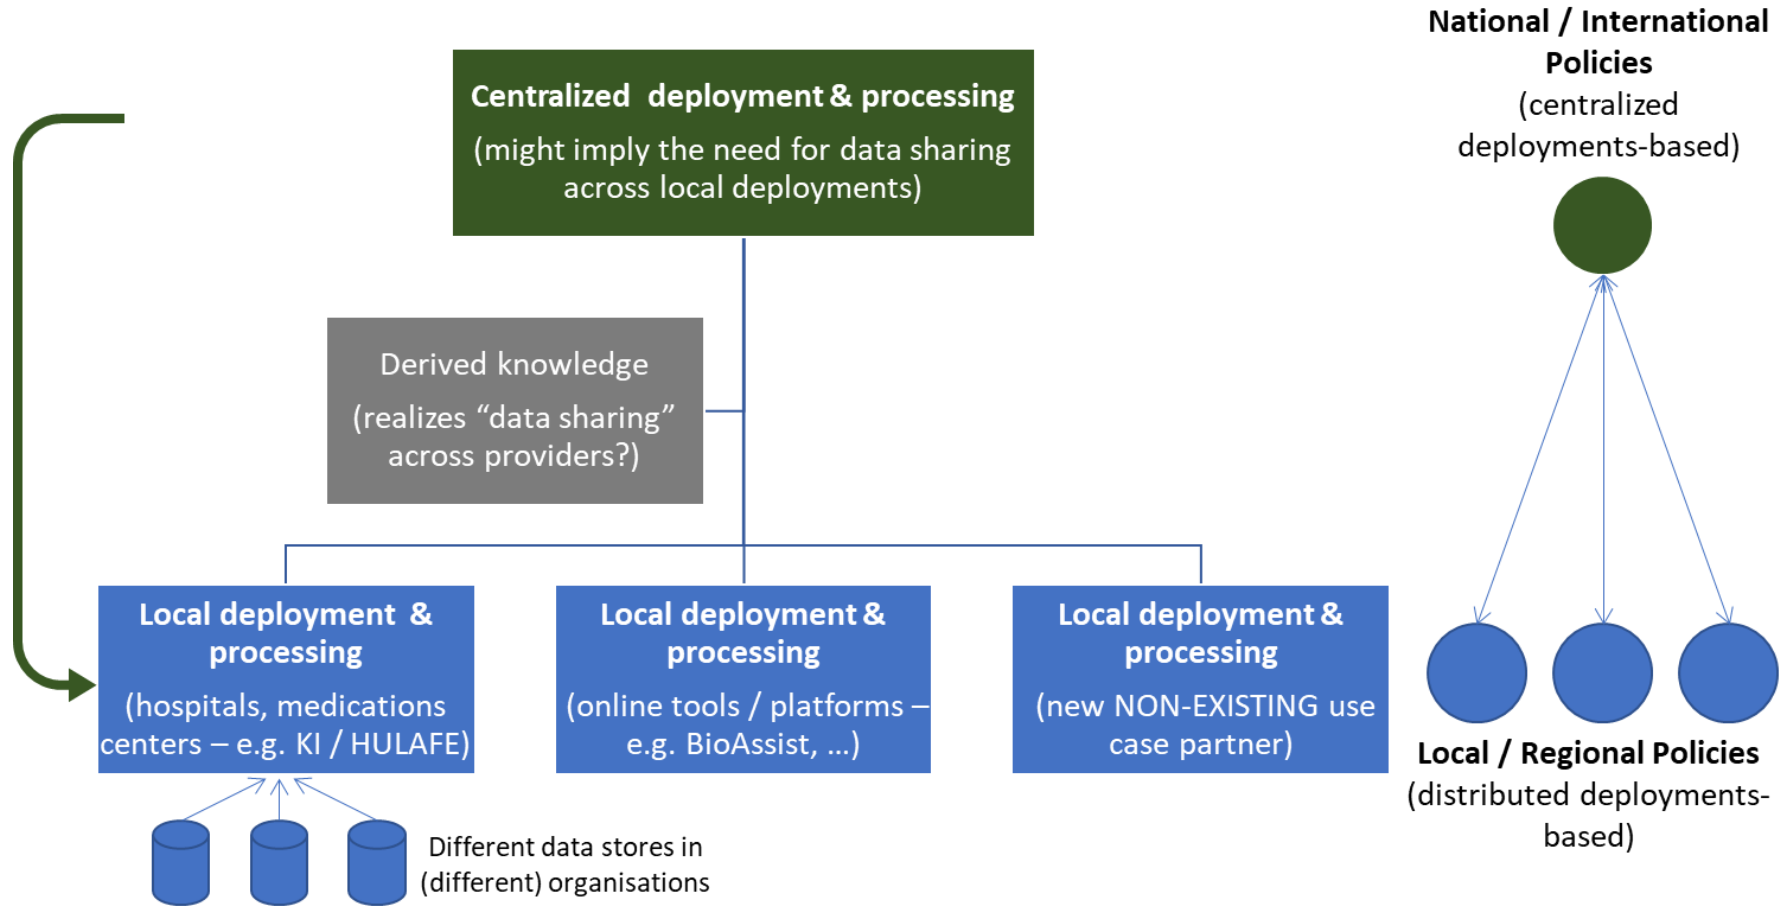 National / International
Policies
(centralized
deployments-based)
Centralized deployment & processing
(might imply the need for data sharing
across local deployments)
Derived knowledge
(realizes “data sharing”
across providers?)
Local deployment &
processing
(hospitals, medications
centers – e.g. KI / HULAFE)
Local deployment &
processing
(online tools / platforms –
e.g. BioAssist, ...)
Local deployment &
processing
(new NON-EXISTING use
case partner)
Local / Regional Policies
(distributed deployments-
based)
Different data stores in
(different) organisations